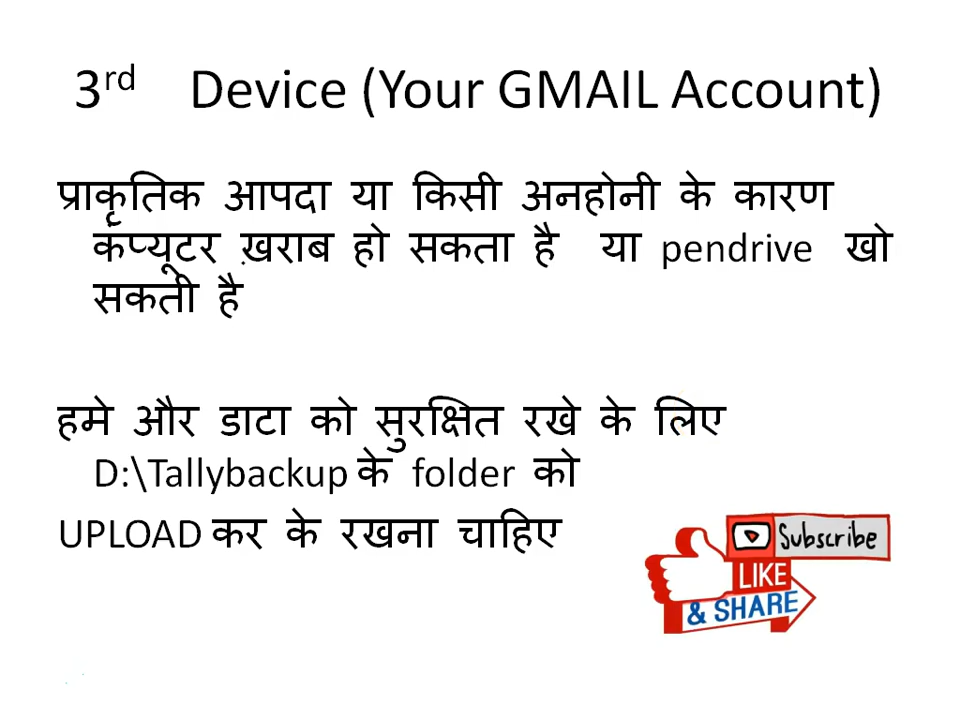 3rd Device (Your GMAIL Account)
प्राकृतिक आपदा या किसी अनहोनी के कारण
कंप्यूटर ख़राब हो सकता है या pendrive खो
सकती है
हमे और डाटा को सुरक्षित रखे के लिए
D:\Tallybackup के folder को
UPLOAD कर के रखना चाहिए
Subscribe
LIKE
& SHARE